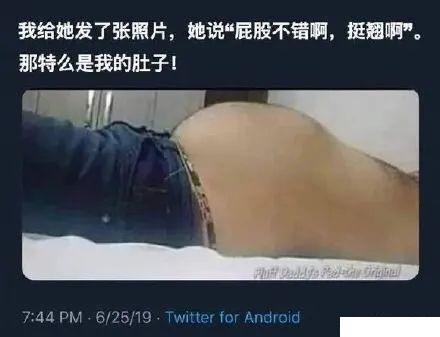 我给她发了张照片，她说“屁股不错啊，挺翘啊”。
那特么是我的肚子！
Fluff Daddy's Fad-the Original
7:44 PM · 6/25/19 · Twitter for Android